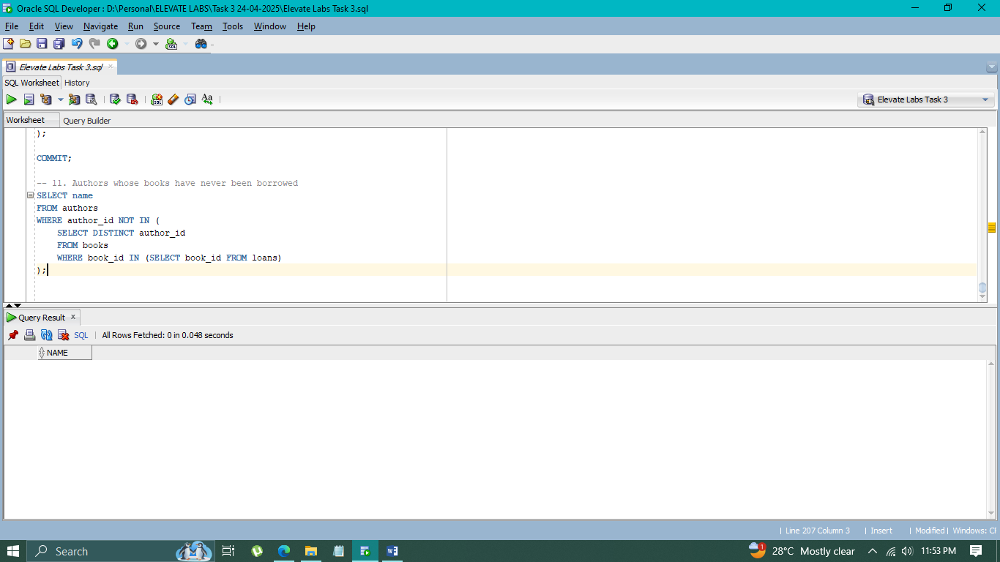 Oracle SQL Developer : D:\Personal\ELEVATE LABS\Task 3 24-04-2025\Elevate Labs Task 3.sql
File Edit View Navigate Run Source Team Tools Window Help
Elevate Labs Task 3.sql
SQL Worksheet History
Elevate Labs Task 3
Worksheet Query Builder
);
COMMIT;
-- 11. Authors whose books have never been borrowed
SELECT name
FROM authors
WHERE author_id NOT IN (
SELECT DISTINCT author_id
FROM books
WHERE book_id IN (SELECT book_id FROM loans)
);
Query Result
SQL | All Rows Fetched: 0 in 0.048 seconds
NAME
| Line 207 Column 3 | Insert | Modified | Windows: CF
Search 1 28°C Mostly clear 11:53 PM